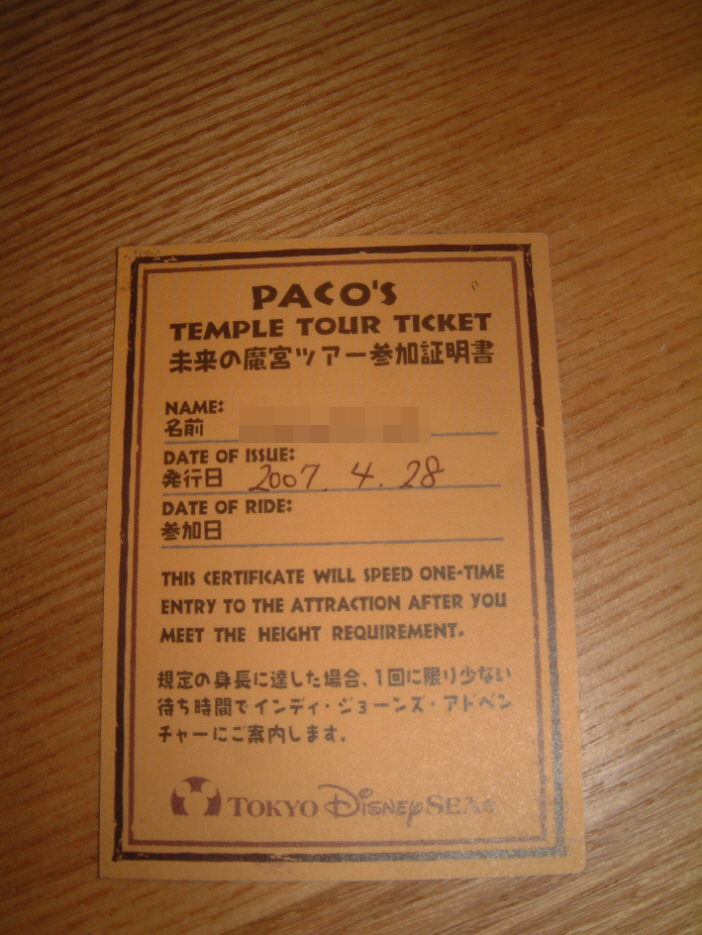 PACO'S
TEMPLE TOUR TICKET
未来の魔宮ツアー参加証明書
NAME:
名前
DATE OF ISSUE:
発行日 2007. 4. 28
DATE OF RIDE:
参加日
THIS CERTIFICATE WILL SPEED ONE-TIME
ENTRY TO THE ATTRACTION AFTER YOU
MEET THE HEIGHT REQUIREMENT.
規定の身長に達した場合、1回に限り少ない
待ち時間でインディ・ジョーンズ・アドベン
チャーにご案内します。
TOKYO DISNEYSEA®